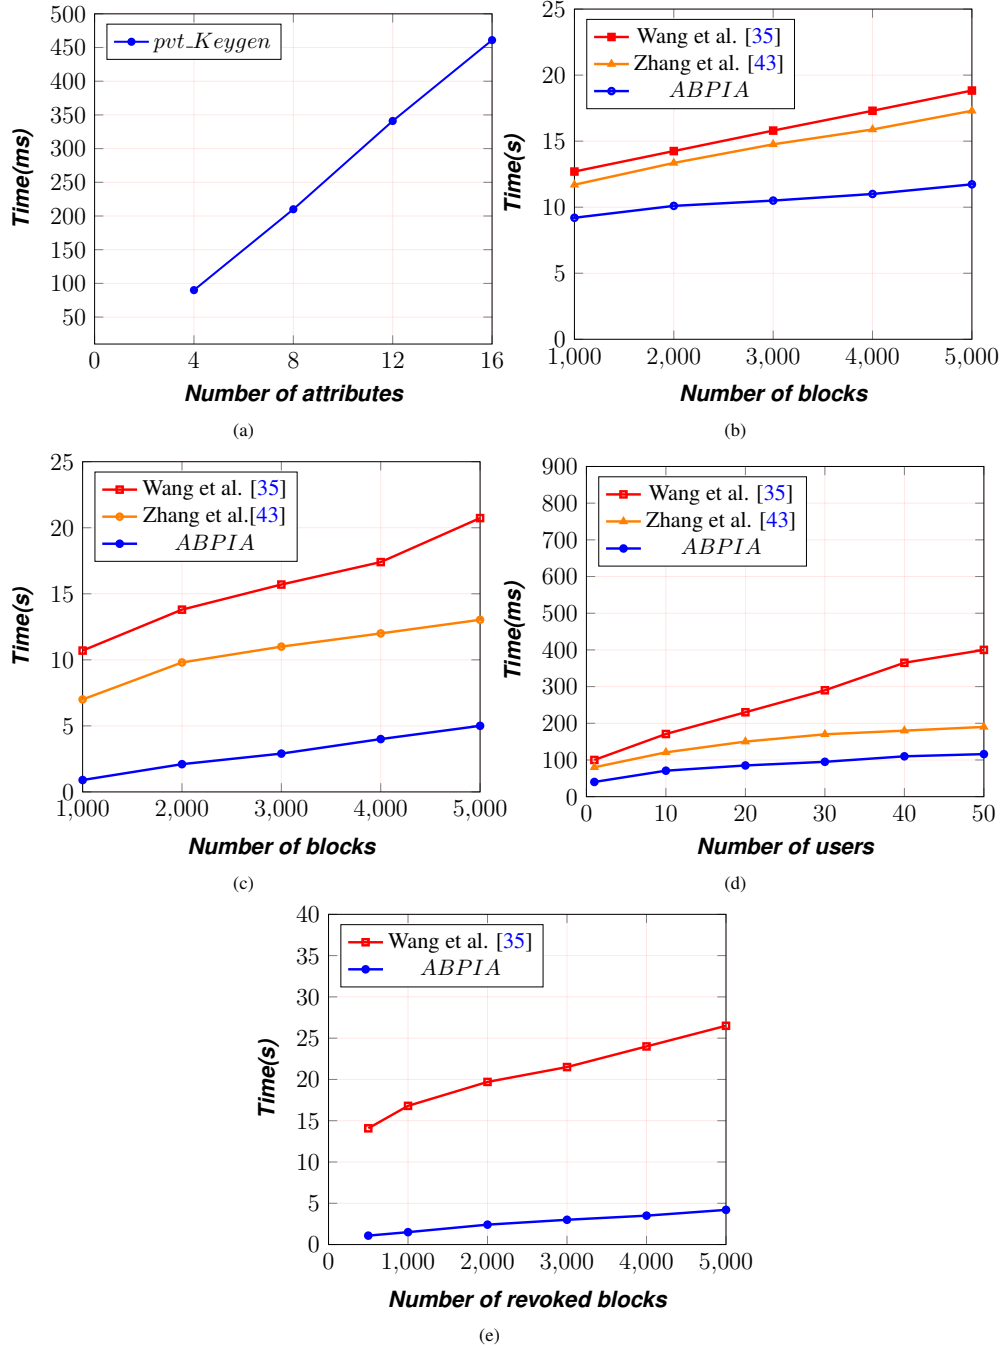 500
450
400
350
300
250
200
150
100
50
0
4
8
12
16
pvt_Keygen
Time(ms)
Number of attributes
(a)
25
20
15
10
5
0
1,000
2,000
3,000
4,000
5,000
Wang et al. [35]
Zhang et al. [43]
ABPIA
Time(s)
Number of blocks
(b)
25
20
15
10
5
0
1,000
2,000
3,000
4,000
5,000
Wang et al. [35]
Zhang et al.[43]
ABPIA
Time(s)
Number of blocks
(c)
900
800
700
600
500
400
300
200
100
0
0
10
20
30
40
50
Wang et al. [35]
Zhang et al. [43]
ABPIA
Time(ms)
Number of users
(d)
40
35
30
25
20
15
10
5
0
0
1,000
2,000
3,000
4,000
5,000
Wang et al. [35]
ABPIA
Time(s)
Number of revoked blocks
(e)